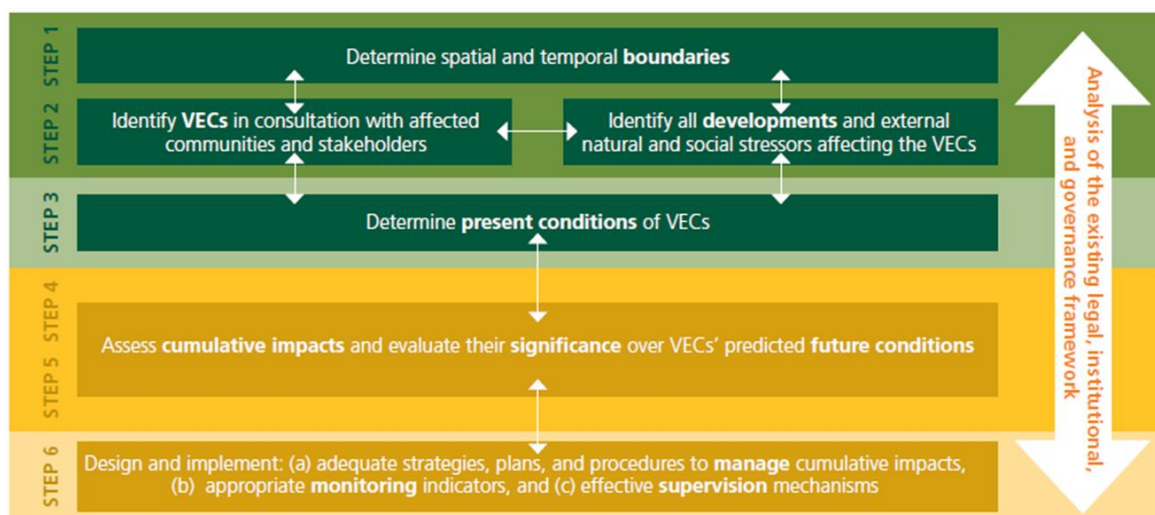 STEP 1
Determine spatial and temporal boundaries
STEP 2
Identify VECs in consultation with affected
communities and stakeholders
Identify all developments and external
natural and social stressors affecting the VECs
STEP 3
Determine present conditions of VECs
STEP 4
STEP 5
Assess cumulative impacts and evaluate their significance over VECs’ predicted future conditions
STEP 6
Design and implement: (a) adequate strategies, plans, and procedures to manage cumulative impacts,
(b) appropriate monitoring indicators, and (c) effective supervision mechanisms
Analysis of the existing legal, institutional,
and governance framework